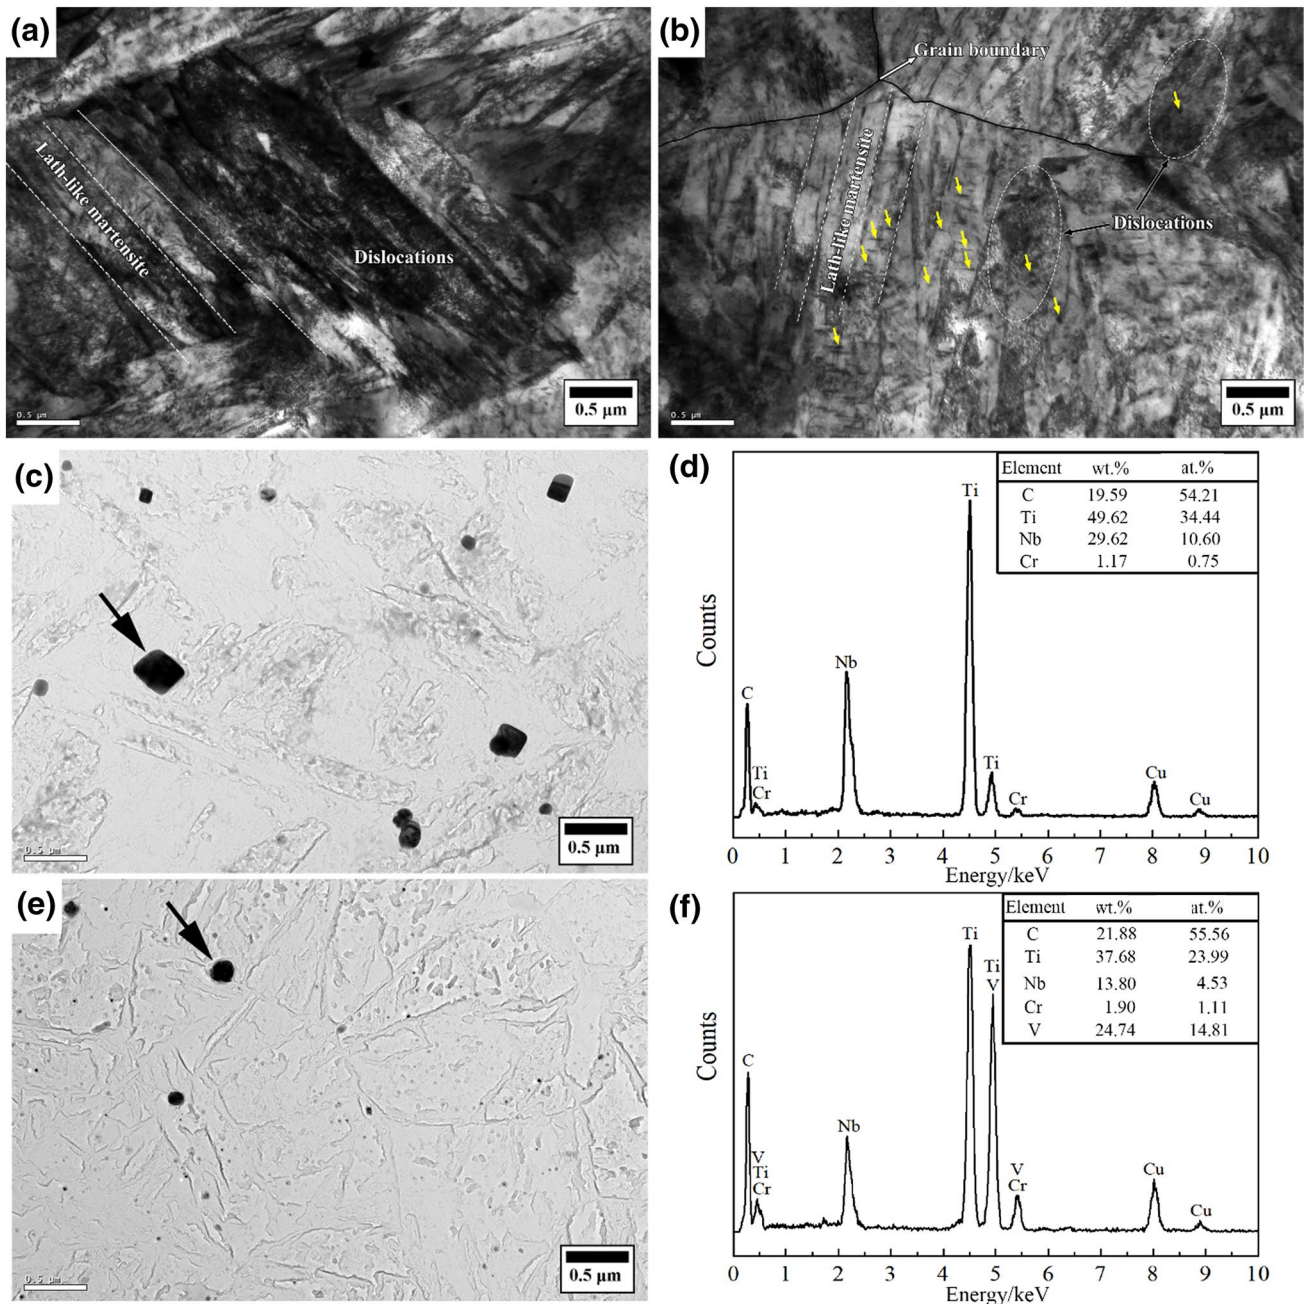 (a)
Lath-like martensite
Dislocations
0.5 μm
0.5 μm
(b)
Grain boundary
Lath-like martensite
Dislocations
0.5 μm
0.5 μm
(c)
0.5 μm
0.5 μm
(d)
Element wt.% at.%
C 19.59 54.21
Ti 49.62 34.44
Nb 29.62 10.60
Cr 1.17 0.75
Ti
Nb
C
Ti
Cr
Ti
Cr
Cu
Cu
Counts
0 1 2 3 4 5 6 7 8 9 10
Energy/keV
(e)
0.5 μm
0.5 μm
(f)
Element wt.% at.%
C 21.88 55.56
Ti 37.68 23.99
Nb 13.80 4.53
Cr 1.90 1.11
V 24.74 14.81
Ti
Ti
V
C
Nb
V
Ti
Cr
V
Cr
Cu
Cu
Counts
0 1 2 3 4 5 6 7 8 9 10
Energy/keV